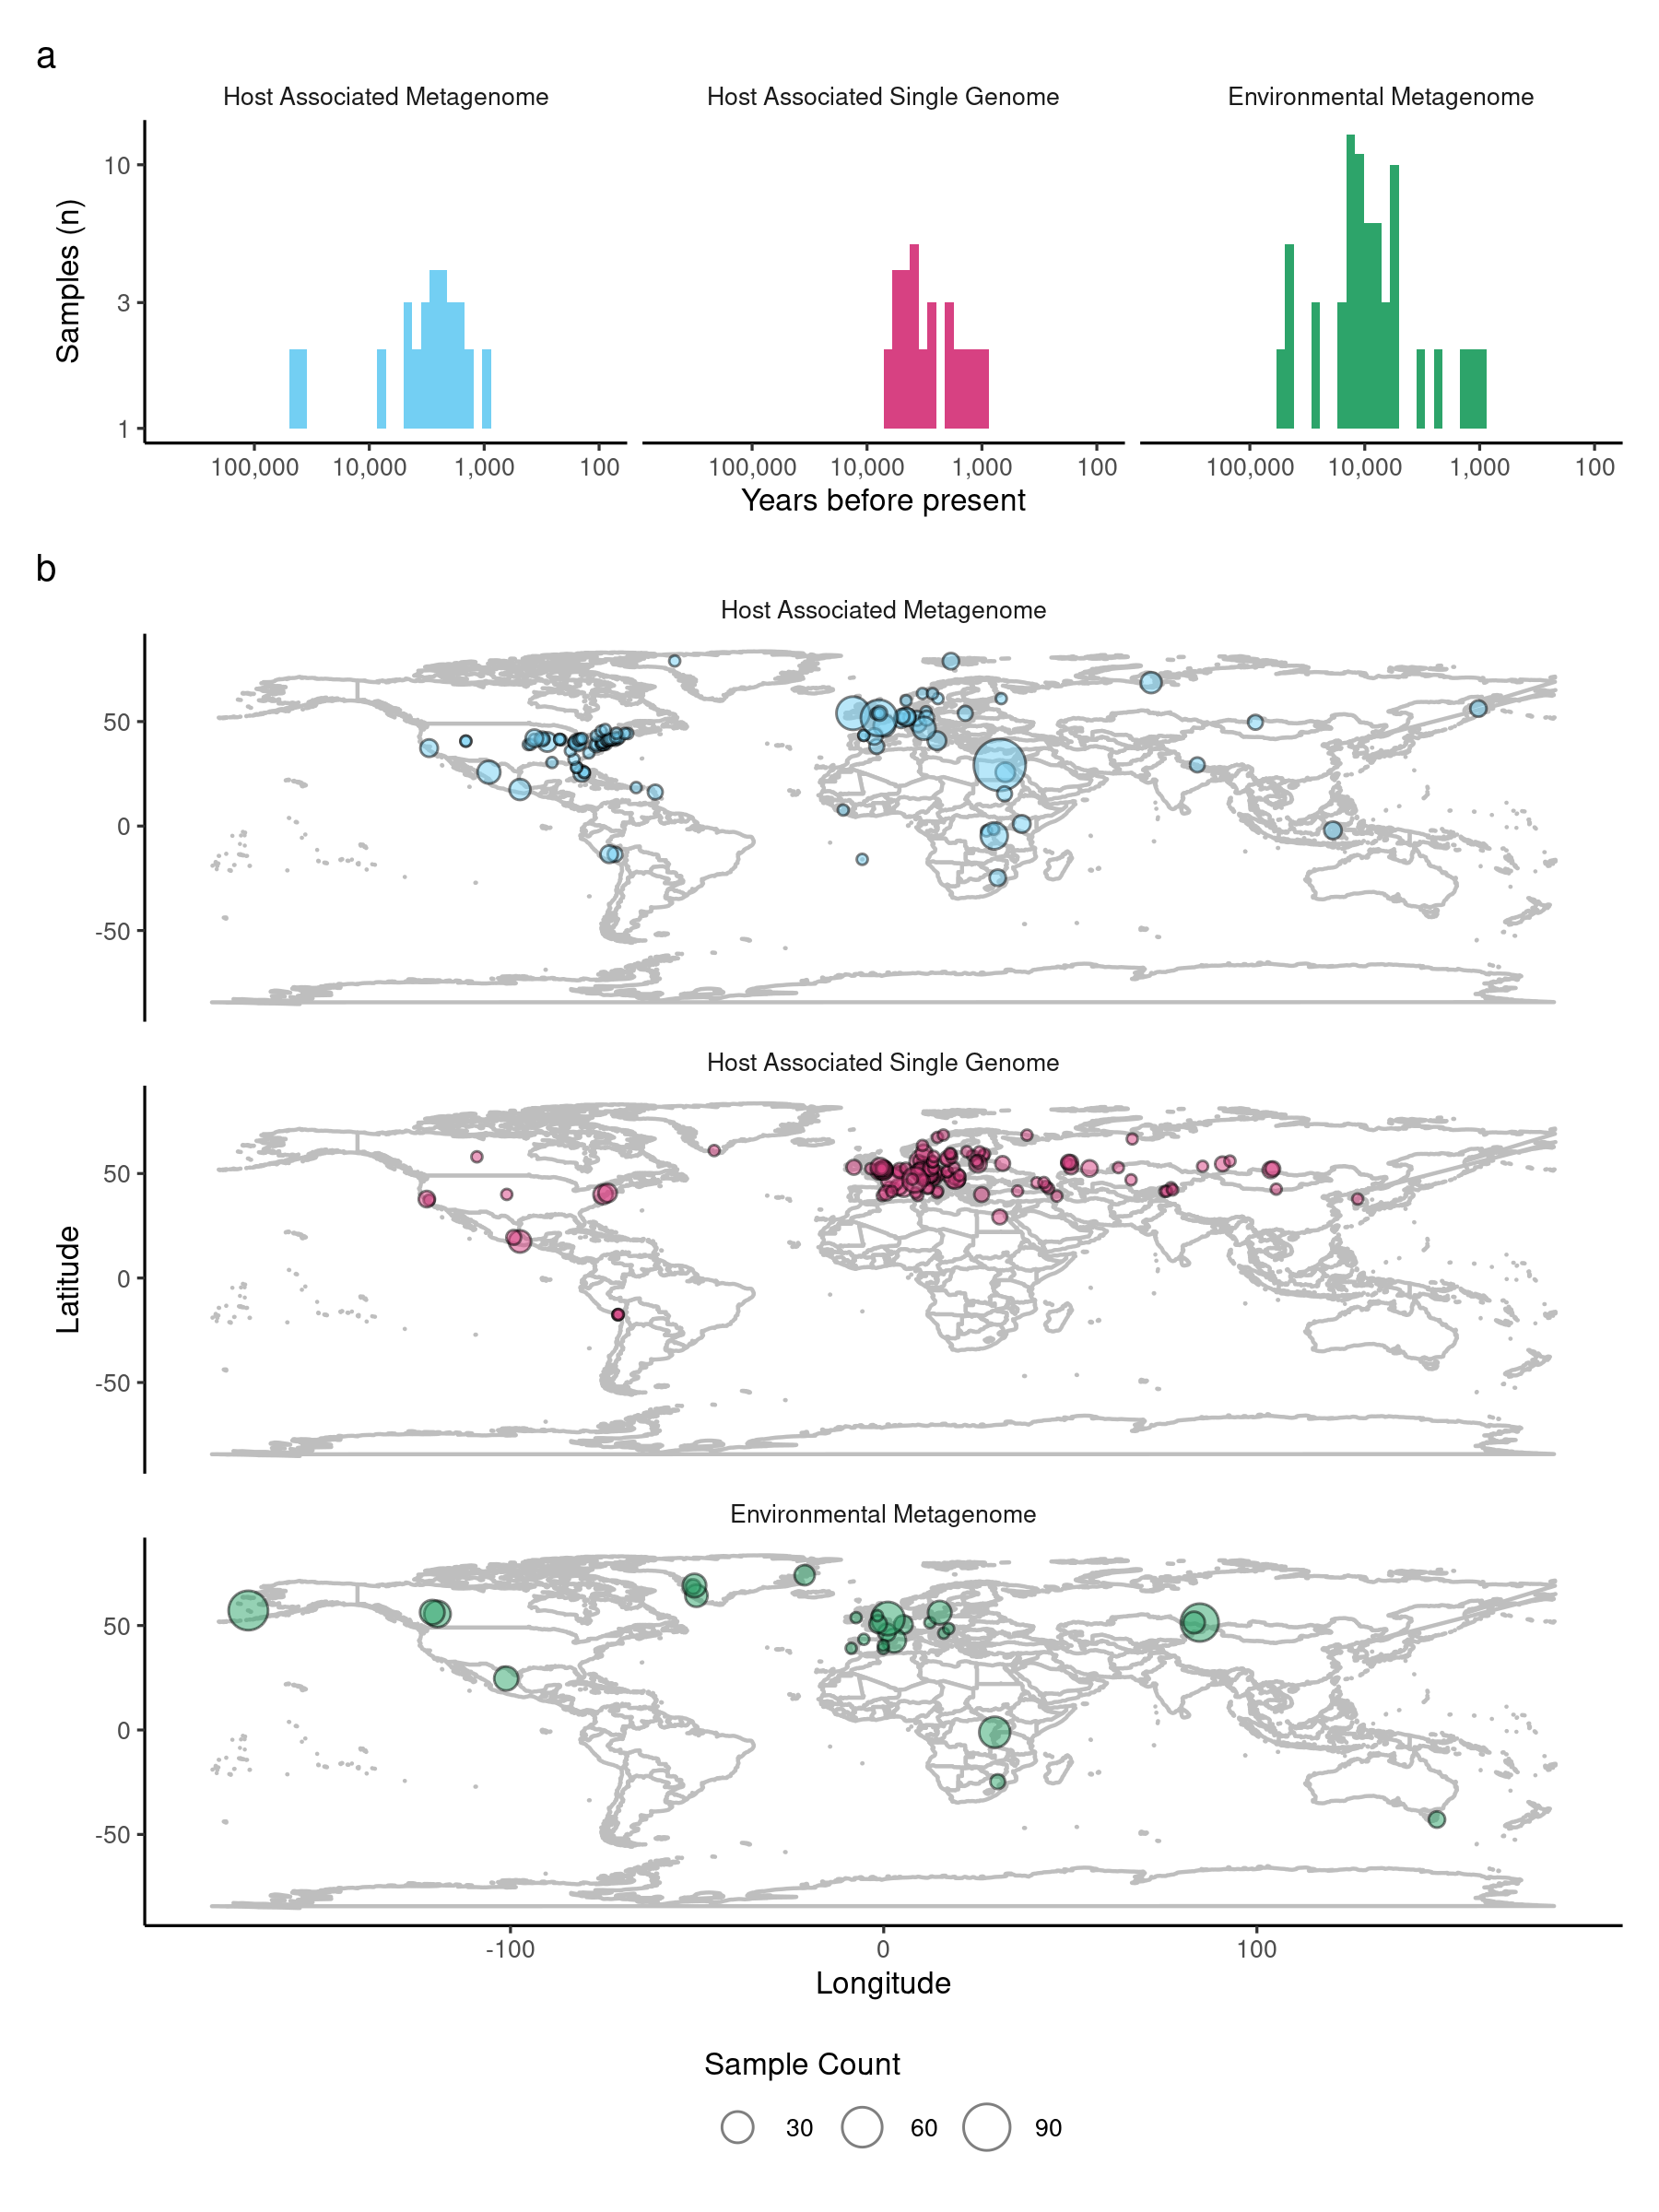 a
Host Associated Metagenome
Host Associated Single Genome
Environmental Metagenome
Samples (n)
10
3
1
100,000 10,000 1,000 100
100,000 10,000 1,000 100
100,000 10,000 1,000 100
Years before present
b
Host Associated Metagenome
50
0
-50
Host Associated Single Genome
Latitude
50
0
-50
Environmental Metagenome
50
0
-50
-100 0 100
Longitude
Sample Count
30 60 90